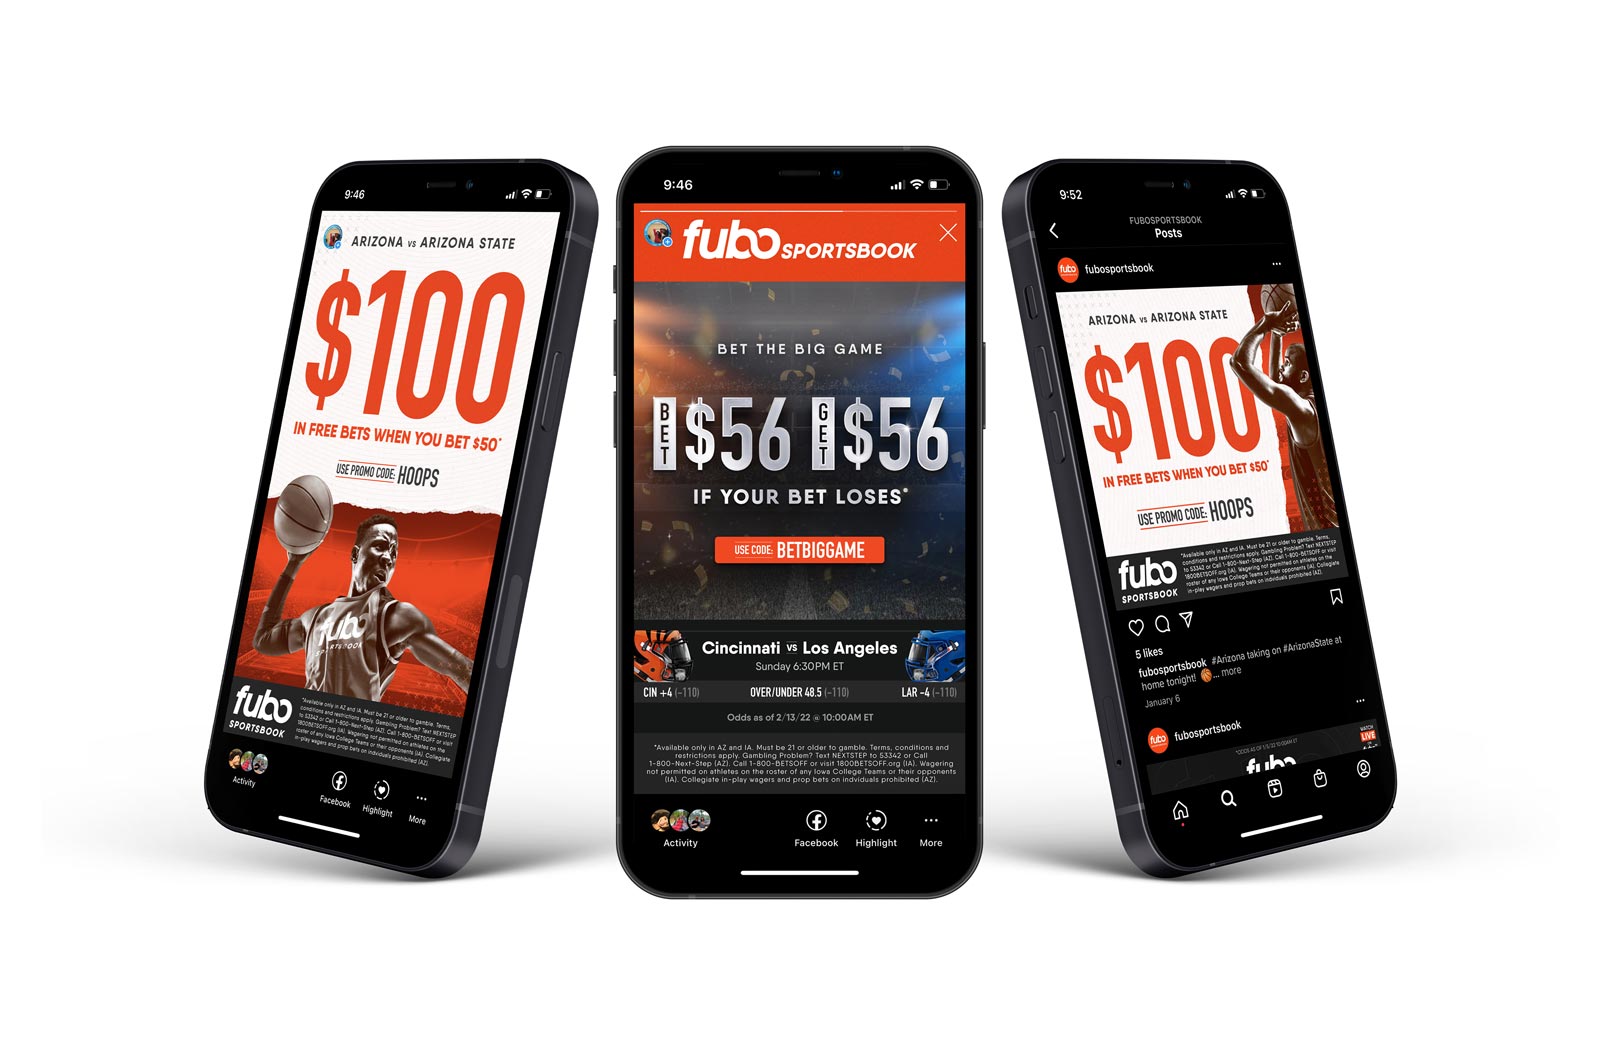 9:46
ARIZONA VS ARIZONA STATE
$100
IN FREE BETS WHEN YOU BET $50*
USE PROMO CODE: HOOPS
fubo
SPORTSBOOK
fubo
SPORTSBOOK
*Available only in AZ and IA. Must be 21 or older to gamble. Terms,
conditions and restrictions apply. Gambling Problem? Text NEXTSTEP
to 53342 or Call 1-800-Next-Step (AZ). Call 1-800-BETSOFF or visit
1800BETSOFF.org (IA). Wagering not permitted on athletes on the
roster of any Iowa College Teams or their opponents (IA). Collegiate
in-play wagers and prop bets on individuals prohibited (AZ).
Activity
Facebook
Highlight
More
9:46
fubo SPORTSBOOK
BET THE BIG GAME
BET $56 GET $56
IF YOUR BET LOSES*
USE CODE: BETBIGGAME
Cincinnati VS Los Angeles
Sunday 6:30PM ET
CIN +4 (-110) OVER/UNDER 48.5 (-110) LAR -4 (-110)
Odds as of 2/13/22 @ 10:00AM ET
*Available only in AZ and IA. Must be 21 or older to gamble. Terms, conditions and
restrictions apply. Gambling Problem? Text NEXTSTEP to 53342 or Call
1-800-Next-Step (AZ). Call 1-800-BETSOFF or visit 1800BETSOFF.org (IA). Wagering
not permitted on athletes on the roster of any Iowa College Teams or their opponents
(IA). Collegiate in-play wagers and prop bets on indviduals prohibited (AZ).
Activity
Facebook
Highlight
More
9:52
FUBOSPORTSBOOK
Posts
fubo
fubosportsbook
ARIZONA VS ARIZONA STATE
$100
IN FREE BETS WHEN YOU BET $50*
USE PROMO CODE: HOOPS
fubo
SPORTSBOOK
*Available only in AZ and IA. Must be 21 or older to gamble. Terms,
conditions and restrictions apply. Gambling Problem? Text NEXTSTEP
to 53342 or Call 1-800-Next-Step (AZ). Call 1-800-BETSOFF or visit
1800BETSOFF.org (IA). Wagering not permitted on athletes on the
roster of any Iowa College Teams or their opponents (IA). Collegiate
in-play wagers and prop bets on individuals prohibited (AZ).
5 likes
fubosportsbook #Arizona taking on #ArizonaState at
home tonight! 🏀... more
January 6
fubo
fubosportsbook
*ODDS AS OF 1/5/22 10:00AM ET
WATCH
LIVE
fubo